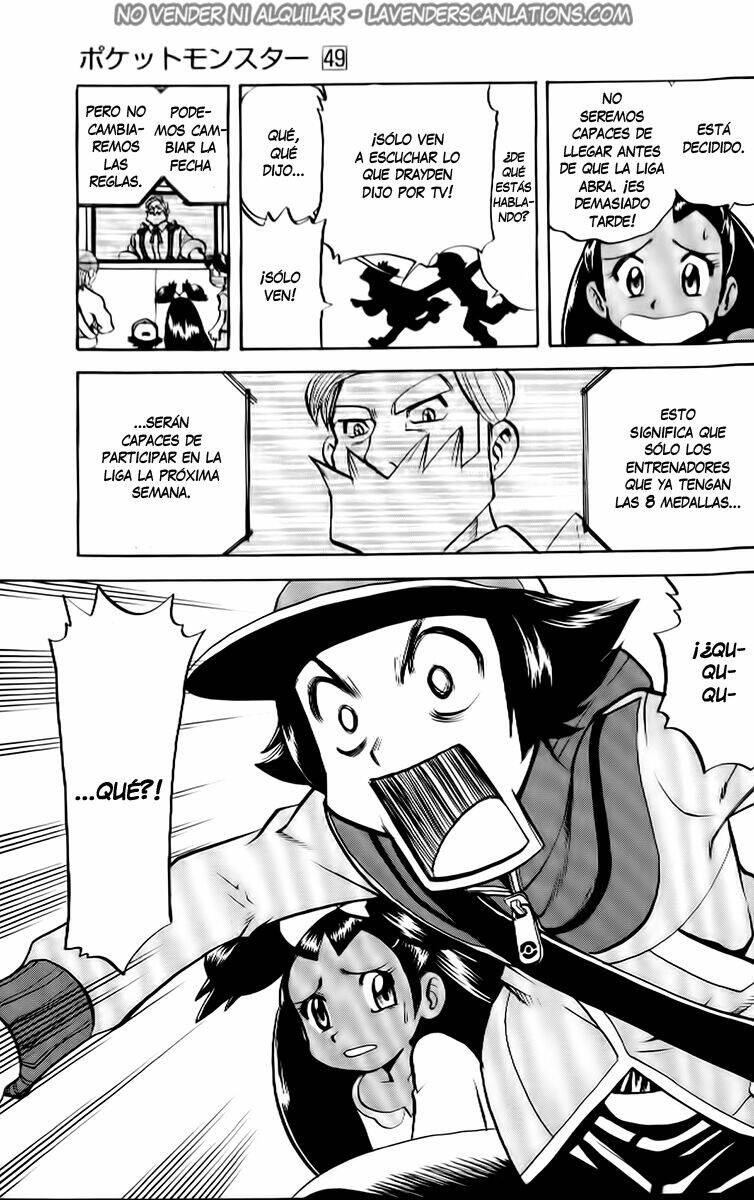 NO VENDER NI ALQUILAR - LAVENDERSCANLATIONS.COM
ポケットモンスター 49
ESTÁ
DECIDIDO.
NO
SEREMOS
CAPACES DE
LLEGAR ANTES
DE QUE LA LIGA
ABRA. ¡ES
DEMASIADO
TARDE!
¿DE
QUÉ
ESTÁS
HABLA-
NDO?
¡SÓLO VEN
A ESCUCHAR LO
QUE DRAYDEN
DIJO POR TV!
QUÉ,
QUÉ
DIJO...
¡SÓLO
VEN!
PODE-
MOS CAM-
BIAR LA
FECHA
PERO NO
CAMBIA-
REMOS
LAS
REGLAS.
ESTO
SIGNIFICA QUE
SÓLO LOS
ENTRENADORES
QUE YA TENGAN
LAS 8 MEDALLAS...
...SERÁN
CAPACES DE
PARTICIPAR EN LA
LIGA LA PRÓXIMA
SEMANA.
¡¿QU-
QU-
QU-
...QUÉ?!